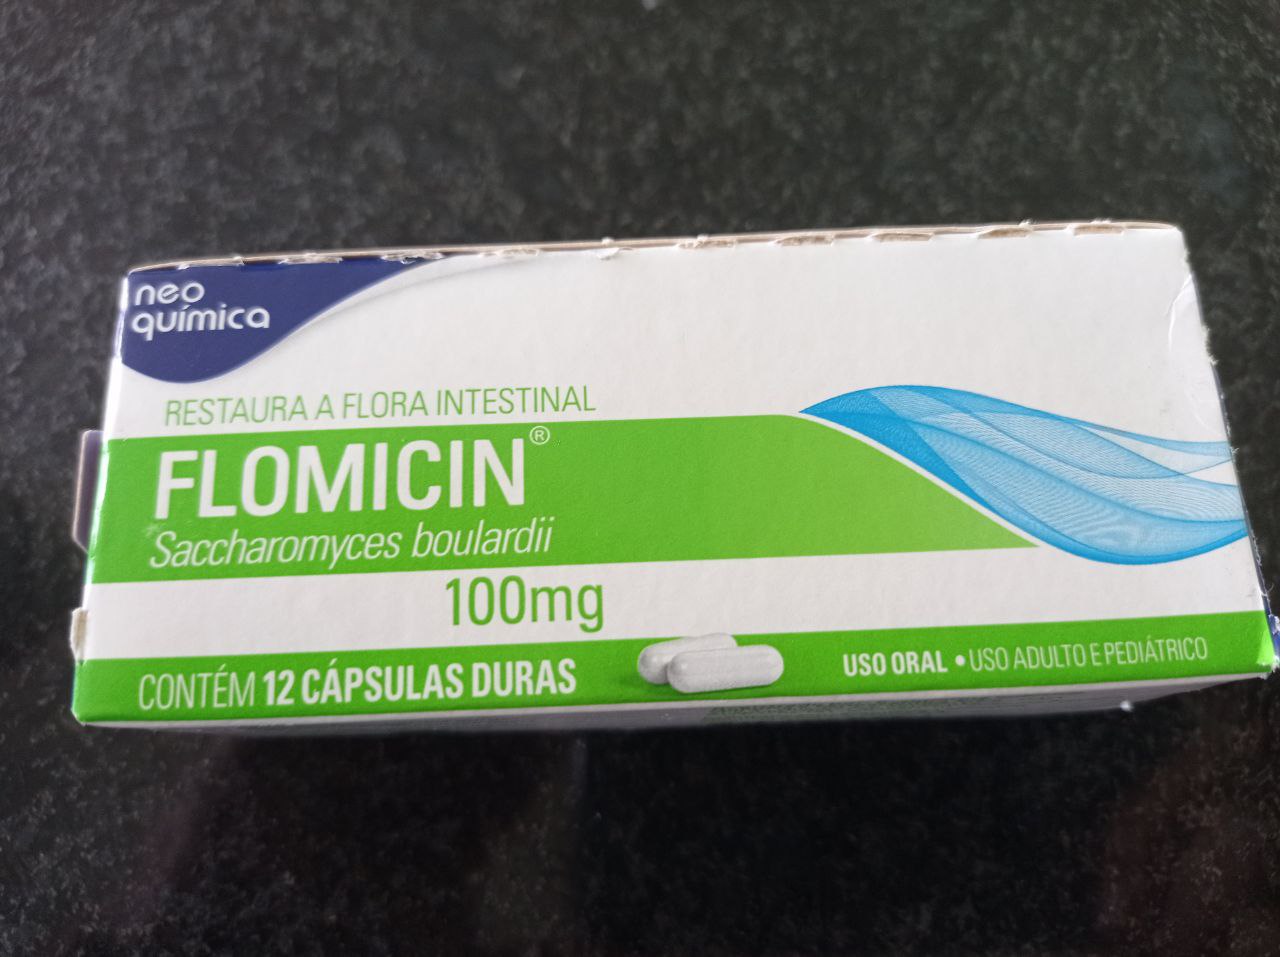 neo
química
RESTAURA A FLORA INTESTINAL
FLOMICIN®
Saccharomyces boulardii
100mg
CONTÉM 12 CÁPSULAS DURAS
USO ORAL • USO ADULTO E PEDIÁTRICO